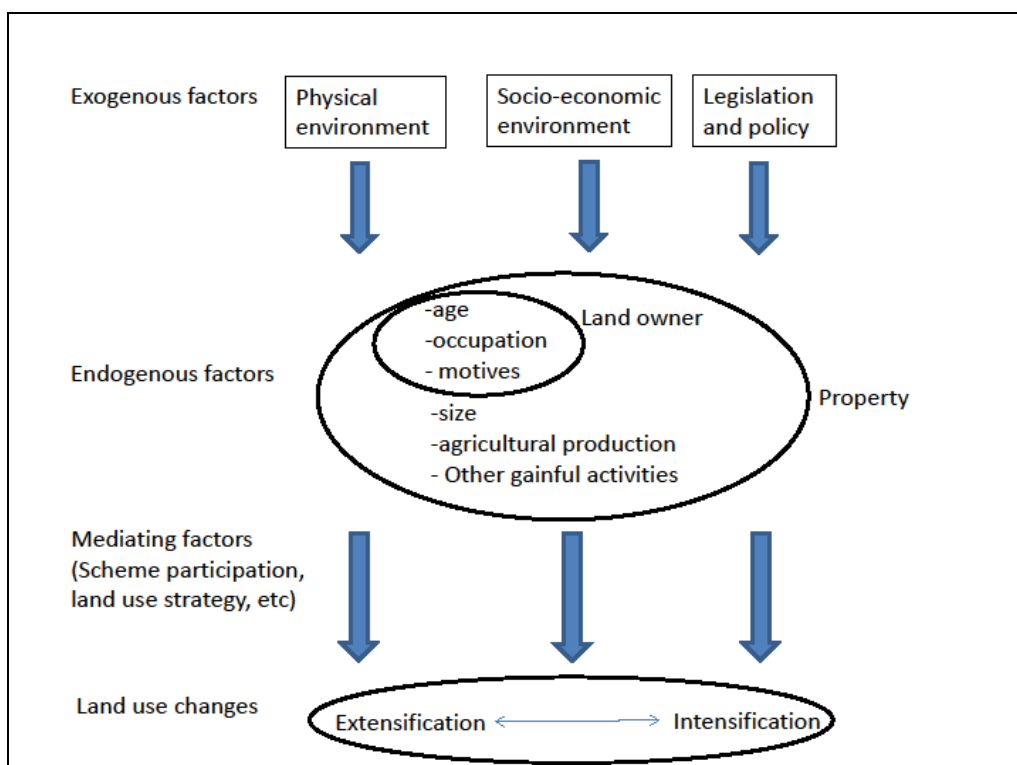 Exogenous factors
Physical
environment
Socio-economic
environment
Legislation
and policy
-age
-occupation
- motives
Land owner
Endogenous factors
-size
-agricultural production
- Other gainful activities
Property
Mediating factors
(Scheme participation,
land use strategy, etc)
Land use changes
Extensification
Intensification